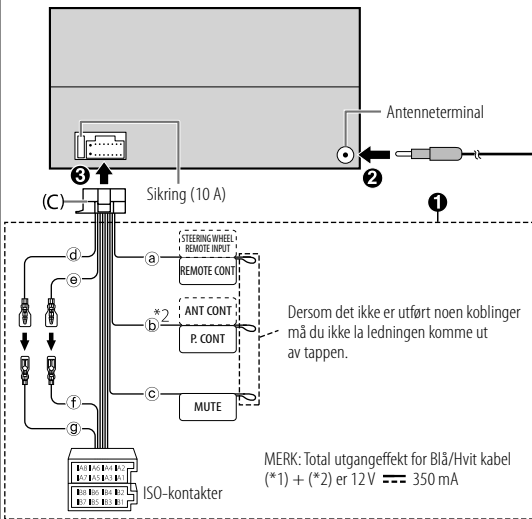 Antenneterminal
❸
❷
Sikring (10 A)
(C)
❶
ⓓ
ⓔ
ⓐ
STEERING WHEEL
REMOTE INPUT
REMOTE CONT
*2
ⓑ
ANT CONT
P. CONT
Dersom det ikke er utført noen koblinger
må du ikke la ledningen komme ut
av tappen.
ⓒ
MUTE
ⓕ
ⓖ
A8 A6 A4 A2
A7 A5 A3 A1
B8 B6 B4 B2
B7 B5 B3 B1
ISO-kontakter
MERK: Total utgangeffekt for Blå/Hvit kabel
(*1) + (*2) er 12 V ⎓ 350 mA